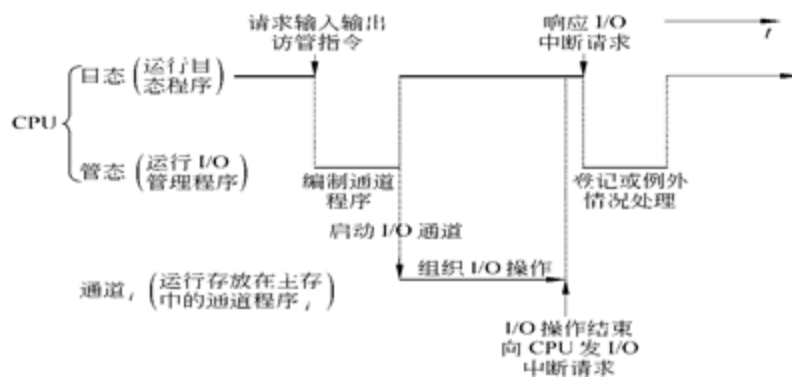 请求输入输出
访管指令
响应 I/O
中断请求
t
CPU
目态（运行目
态程序）
管态（运行 I/O
管理程序）
编制通道
程序
登记或例外
情况处理
启动 I/O 通道
组织 I/O 操作
通道i（运行存放在主存
中的通道程序i）
I/O 操作结束
向 CPU 发 I/O
中断请求